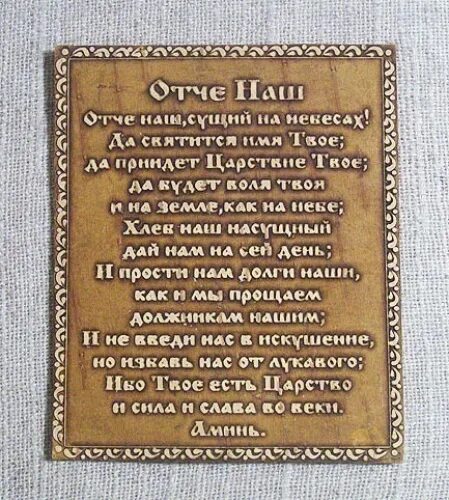 Отче Наш
Отче наш,сущий на небесах!
Да святится имя Твое;
да приидет Царствие Твое;
да будет воля твоя
и на земле,как на небе;
Хлеб наш насущный
дай нам на сей день;
И прости нам долги наши,
как и мы прощаем
должникам нашим;
И не введи нас в искушение,
но избавь нас от лукавого;
Ибо Твое есть Царство
и сила и слава во веки.
Аминь.